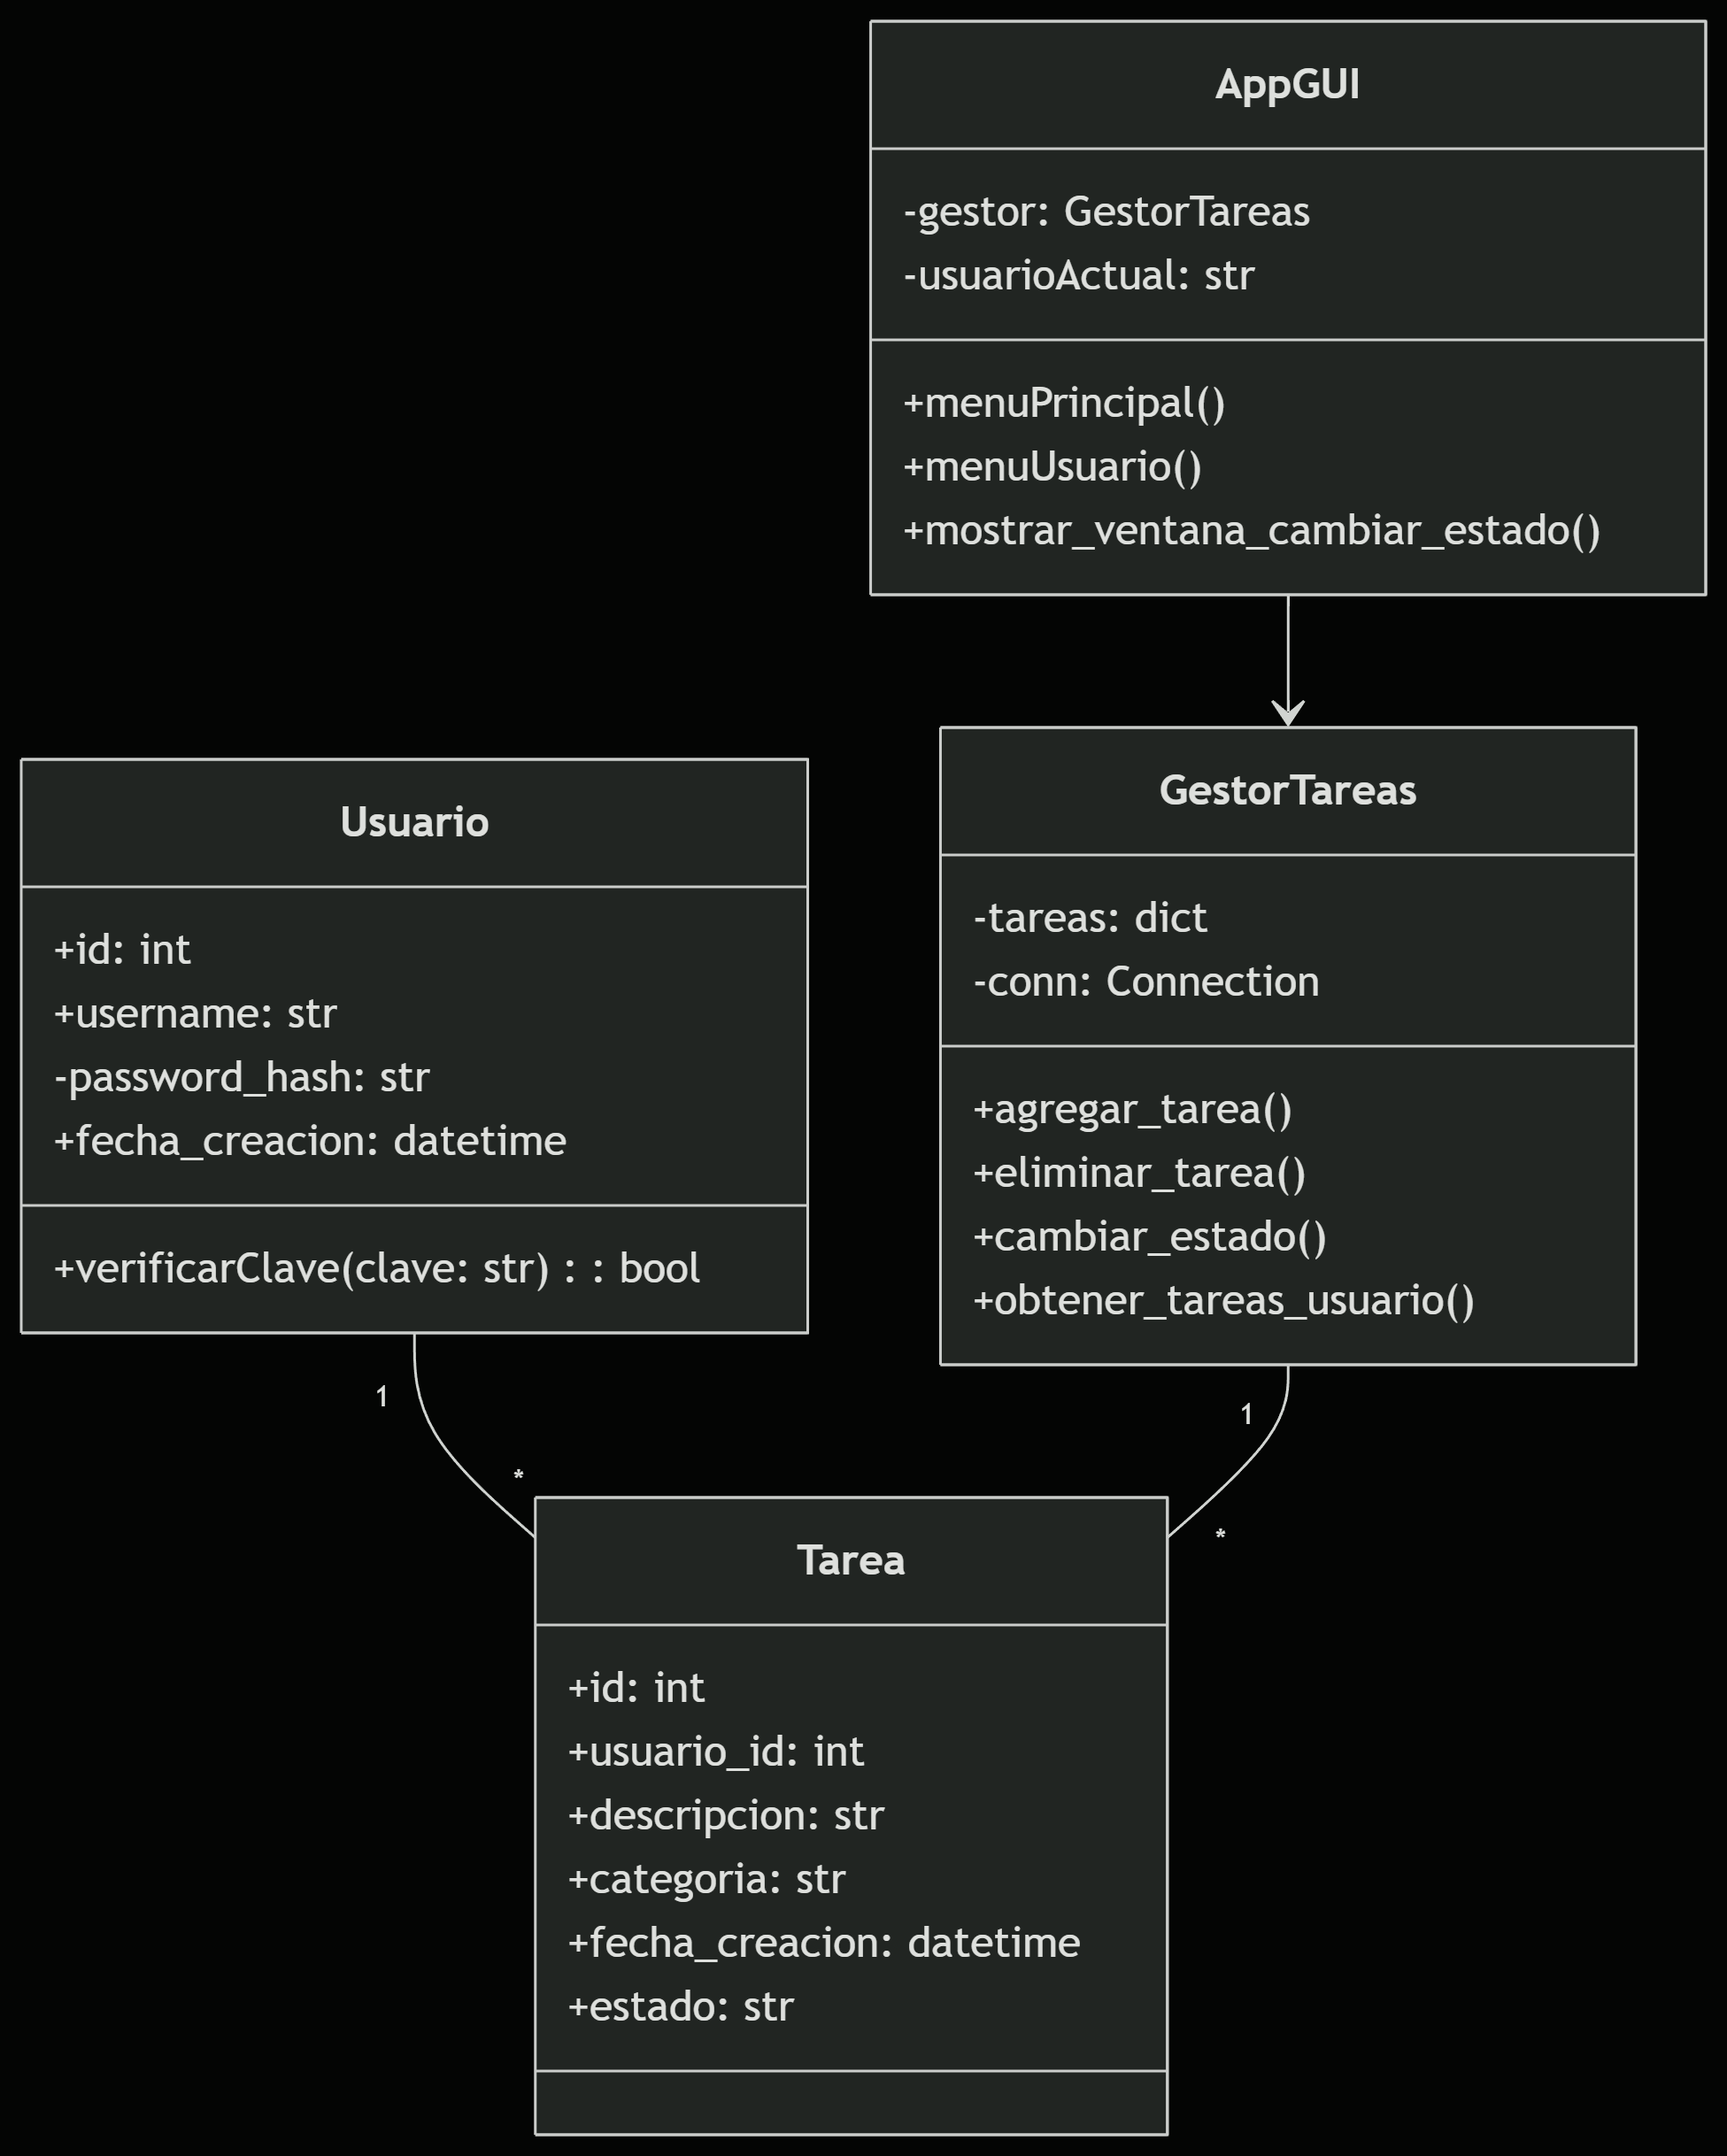 AppGUI
-gestor: GestorTareas
-usuarioActual: str
+menuPrincipal()
+menuUsuario()
+mostrar_ventana_cambiar_estado()
Usuario
+id: int
+username: str
-password_hash: str
+fecha_creacion: datetime
+verificarClave(clave: str) : : bool
GestorTareas
-tareas: dict
-conn: Connection
+agregar_tarea()
+eliminar_tarea()
+cambiar_estado()
+obtener_tareas_usuario()
1
*
1
*
Tarea
+id: int
+usuario_id: int
+descripcion: str
+categoria: str
+fecha_creacion: datetime
+estado: str